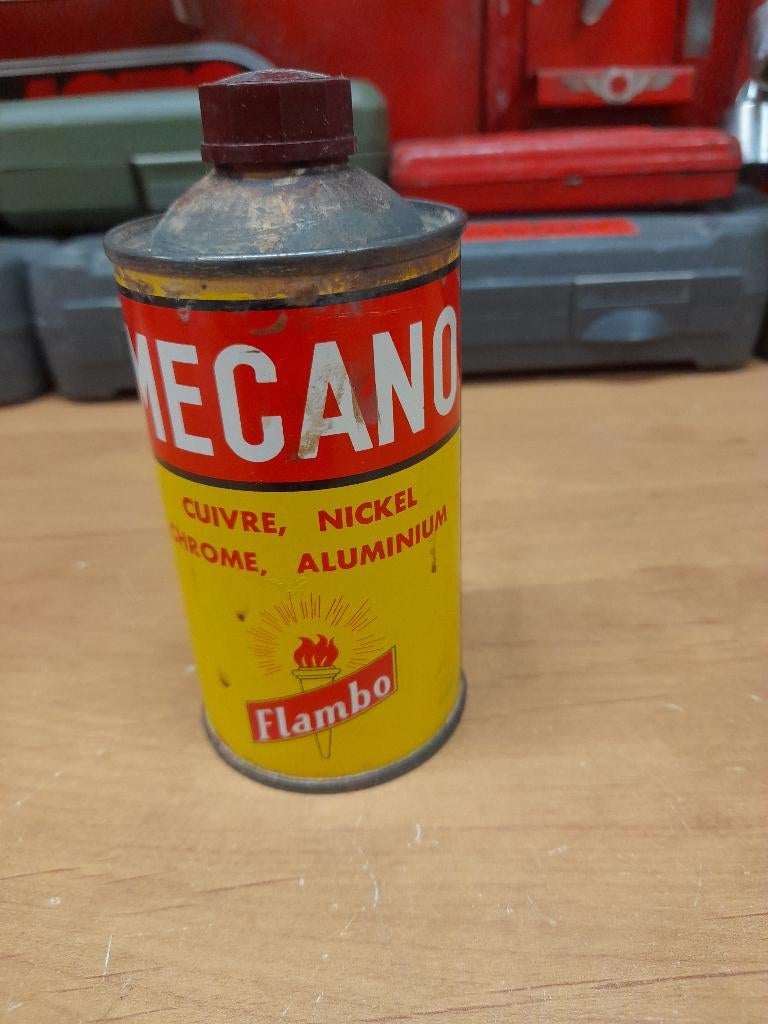 MECANO
CUIVRE, NICKEL
CHROME, ALUMINIUM
Flambo